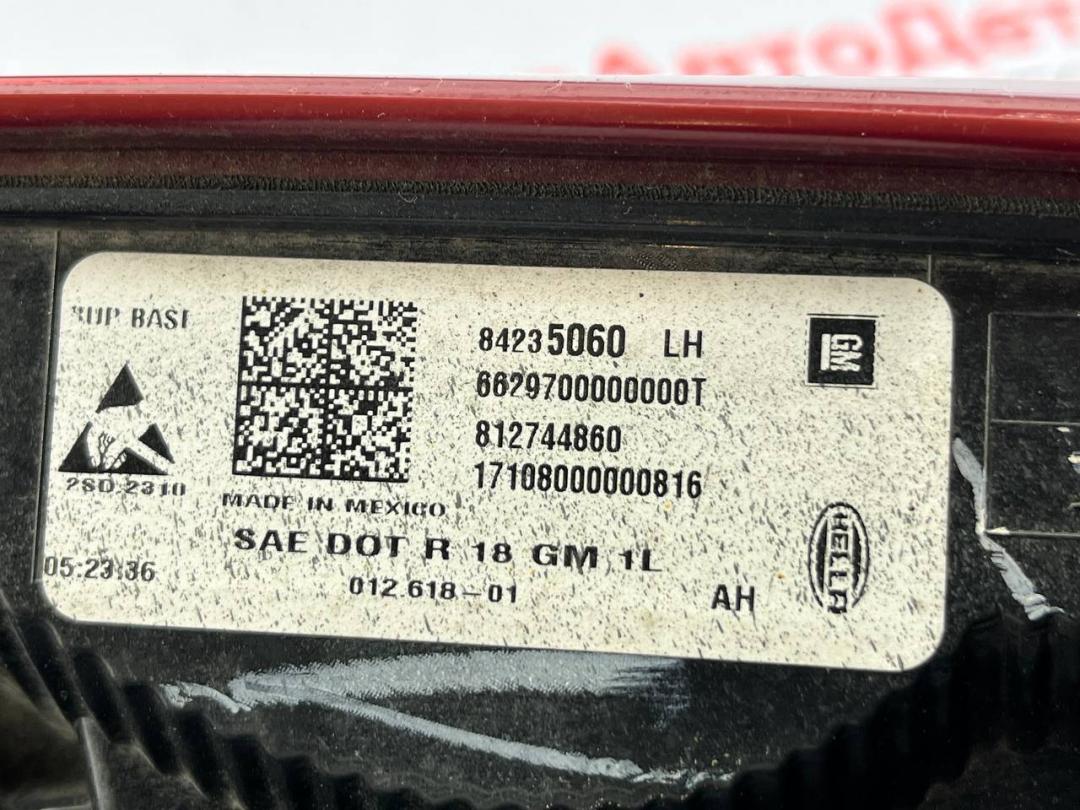 BASE
84235060 LH
GM
6629700000000T
812744860
17108000000816
2SD 2310
MADE IN MEXICO
SAE DOT R 18 GM 1L
HELLA
05:23:36
012.618-01
AH